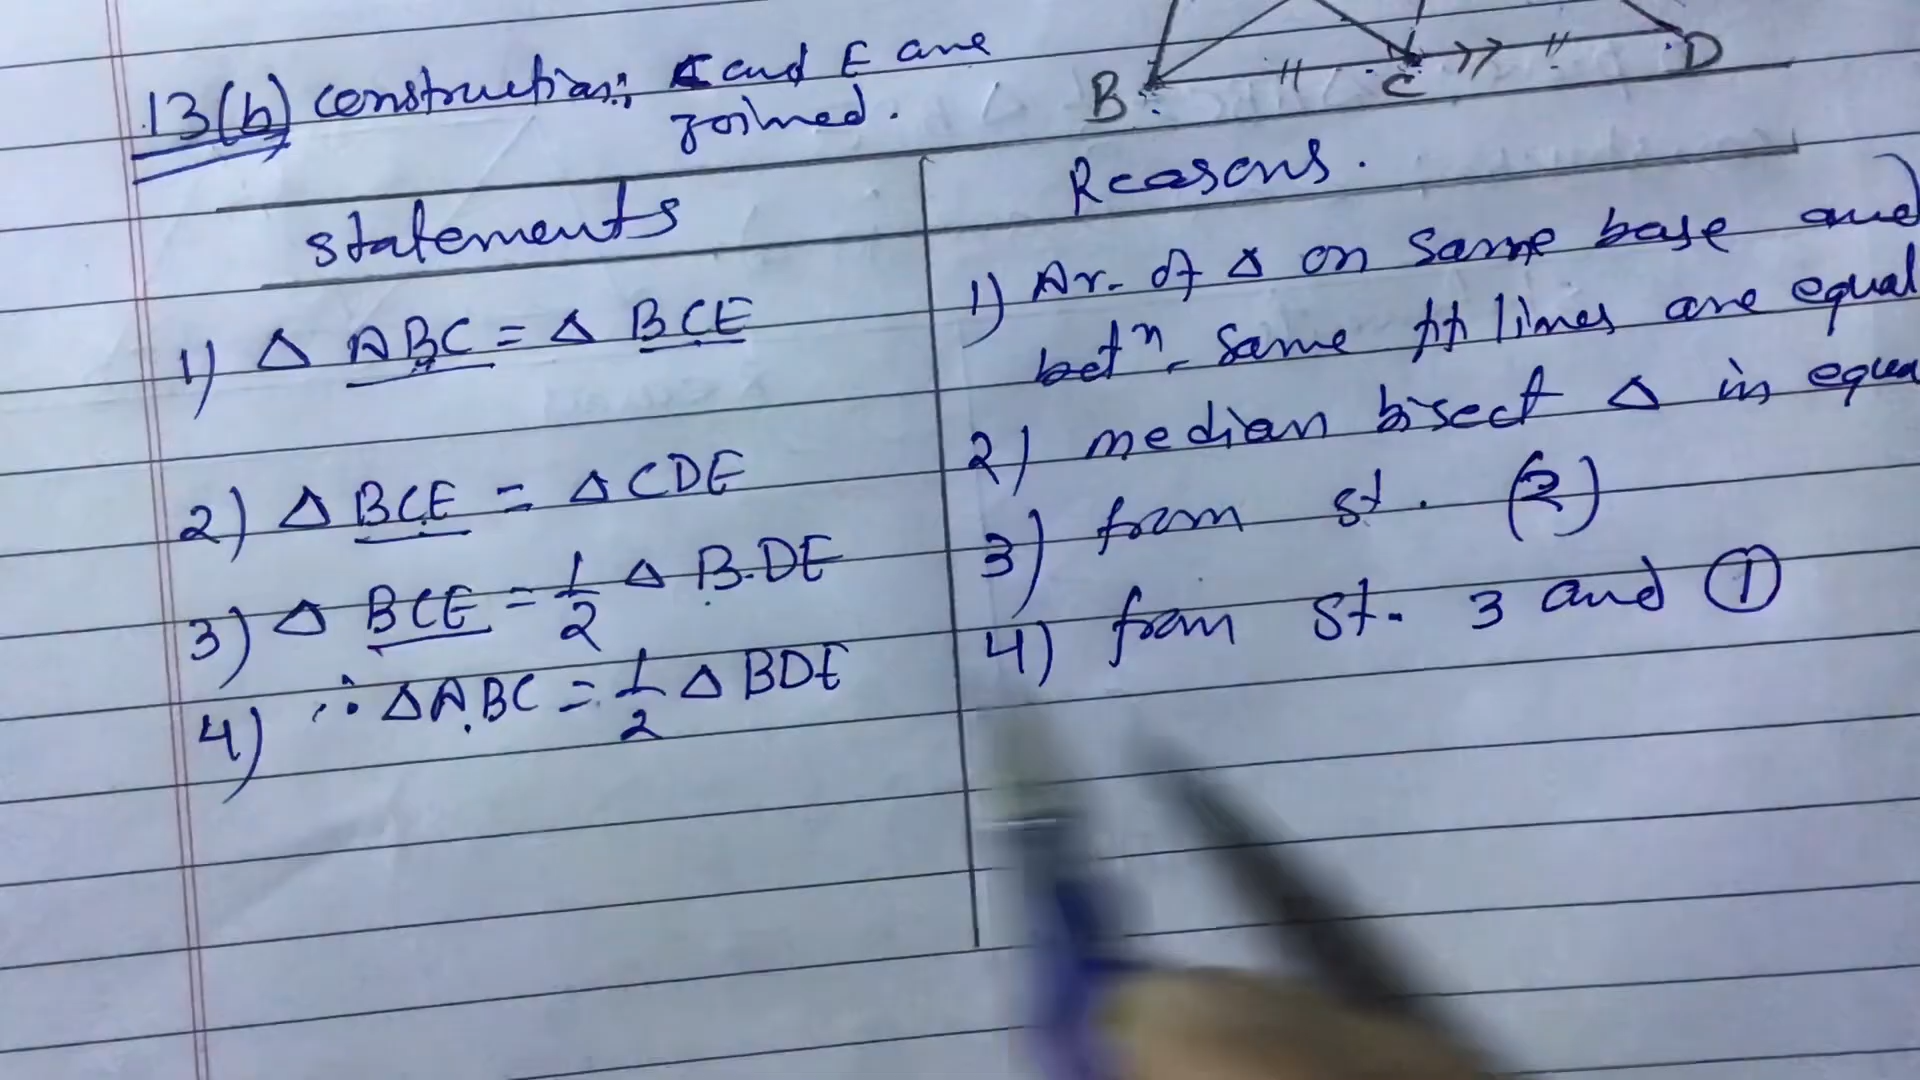 13(b) construction: C and E are
joined.
B C D
statements
Reasons.
1) △ ABC = △ BCE
1) Ar. of △ on same base and
betⁿ. same // lines are equal
2) △ BCE = △ CDE
2) median bisect △ in equa
3) △ BCE = 1/2 △ BDE
3) from st. (2)
4) ∴ △ABC = 1/2 △ BDE
4) from st. 3 and ①